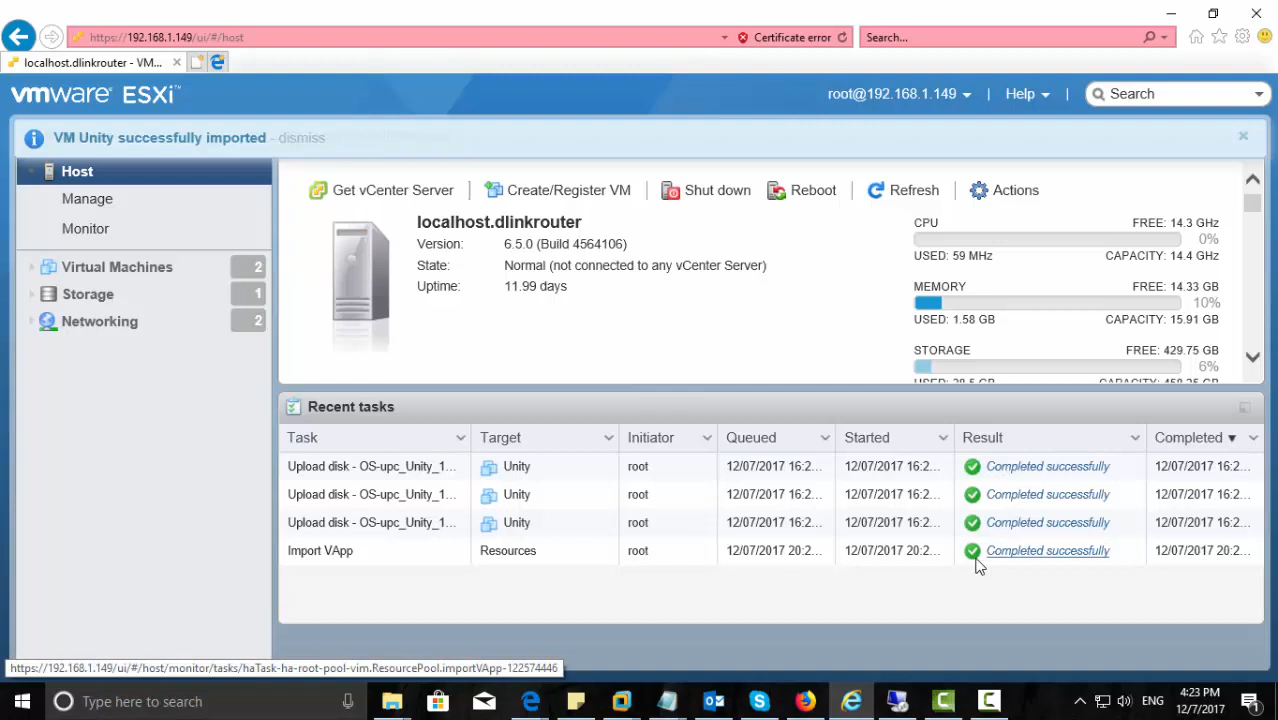 https://192.168.1.149/ui/#/host
Certificate error
Search...
localhost.dlinkrouter - VM...
vmware ESXi™
root@192.168.1.149
Help
Search
VM Unity successfully imported - dismiss
Host
Manage
Monitor
Virtual Machines 2
Storage 1
Networking 2
Get vCenter Server
Create/Register VM
Shut down
Reboot
Refresh
Actions
localhost.dlinkrouter
Version: 6.5.0 (Build 4564106)
State: Normal (not connected to any vCenter Server)
Uptime: 11.99 days
CPU FREE: 14.3 GHz
0%
USED: 59 MHz CAPACITY: 14.4 GHz
MEMORY FREE: 14.33 GB
10%
USED: 1.58 GB CAPACITY: 15.91 GB
STORAGE FREE: 429.75 GB
6%
USED: 28.5 GB CAPACITY: 458.25 GB
Recent tasks
Task Target Initiator Queued Started Result Completed
Upload disk - OS-upc_Unity_1... Unity root 12/07/2017 16:2... 12/07/2017 16:2... Completed successfully 12/07/2017 16:2...
Upload disk - OS-upc_Unity_1... Unity root 12/07/2017 16:2... 12/07/2017 16:2... Completed successfully 12/07/2017 16:2...
Upload disk - OS-upc_Unity_1... Unity root 12/07/2017 16:2... 12/07/2017 16:2... Completed successfully 12/07/2017 16:2...
Import VApp Resources root 12/07/2017 20:2... 12/07/2017 20:2... Completed successfully 12/07/2017 20:2...
https://192.168.1.149/ui/#/host/monitor/tasks/haTask-ha-root-pool-vim.ResourcePool.importVApp-122574446
Type here to search
ENG
4:23 PM
12/7/2017
1